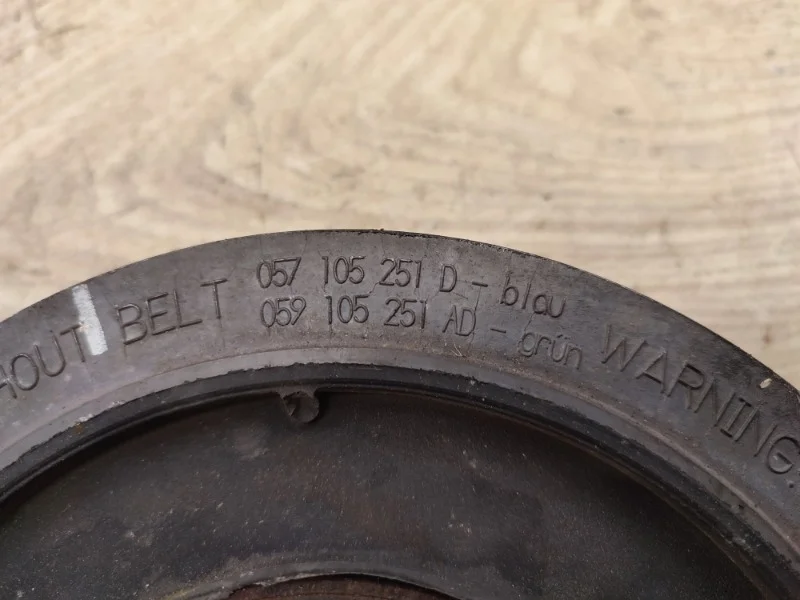 HOUT BELT
057 105 251 D - blau
059 105 251 AD - grün
WARNING